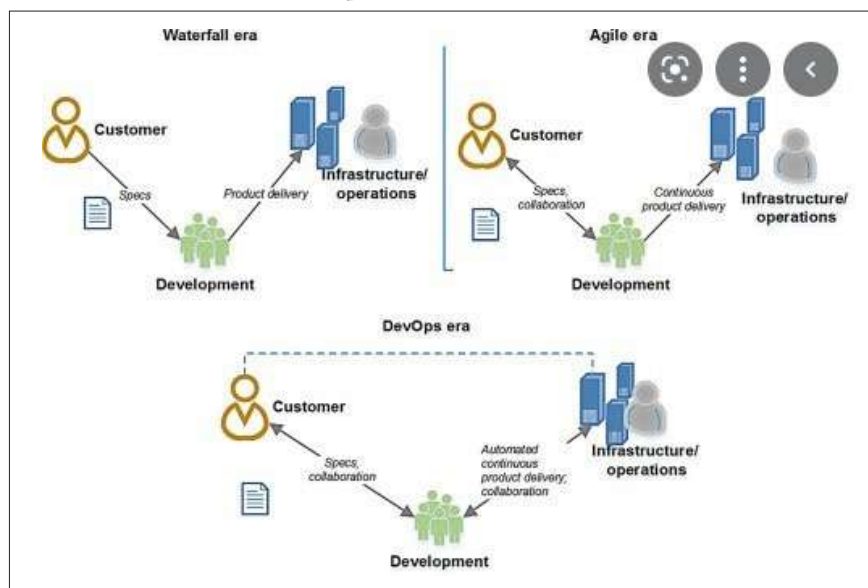 Waterfall era
Customer
Specs
Product delivery
Infrastructure/
operations
Development
Agile era
Customer
Specs,
collaboration
Continuous
product delivery
Infrastructure/
operations
Development
DevOps era
Customer
Specs,
collaboration
Automated
continuous
product delivery;
collaboration
Infrastructure/
operations
Development